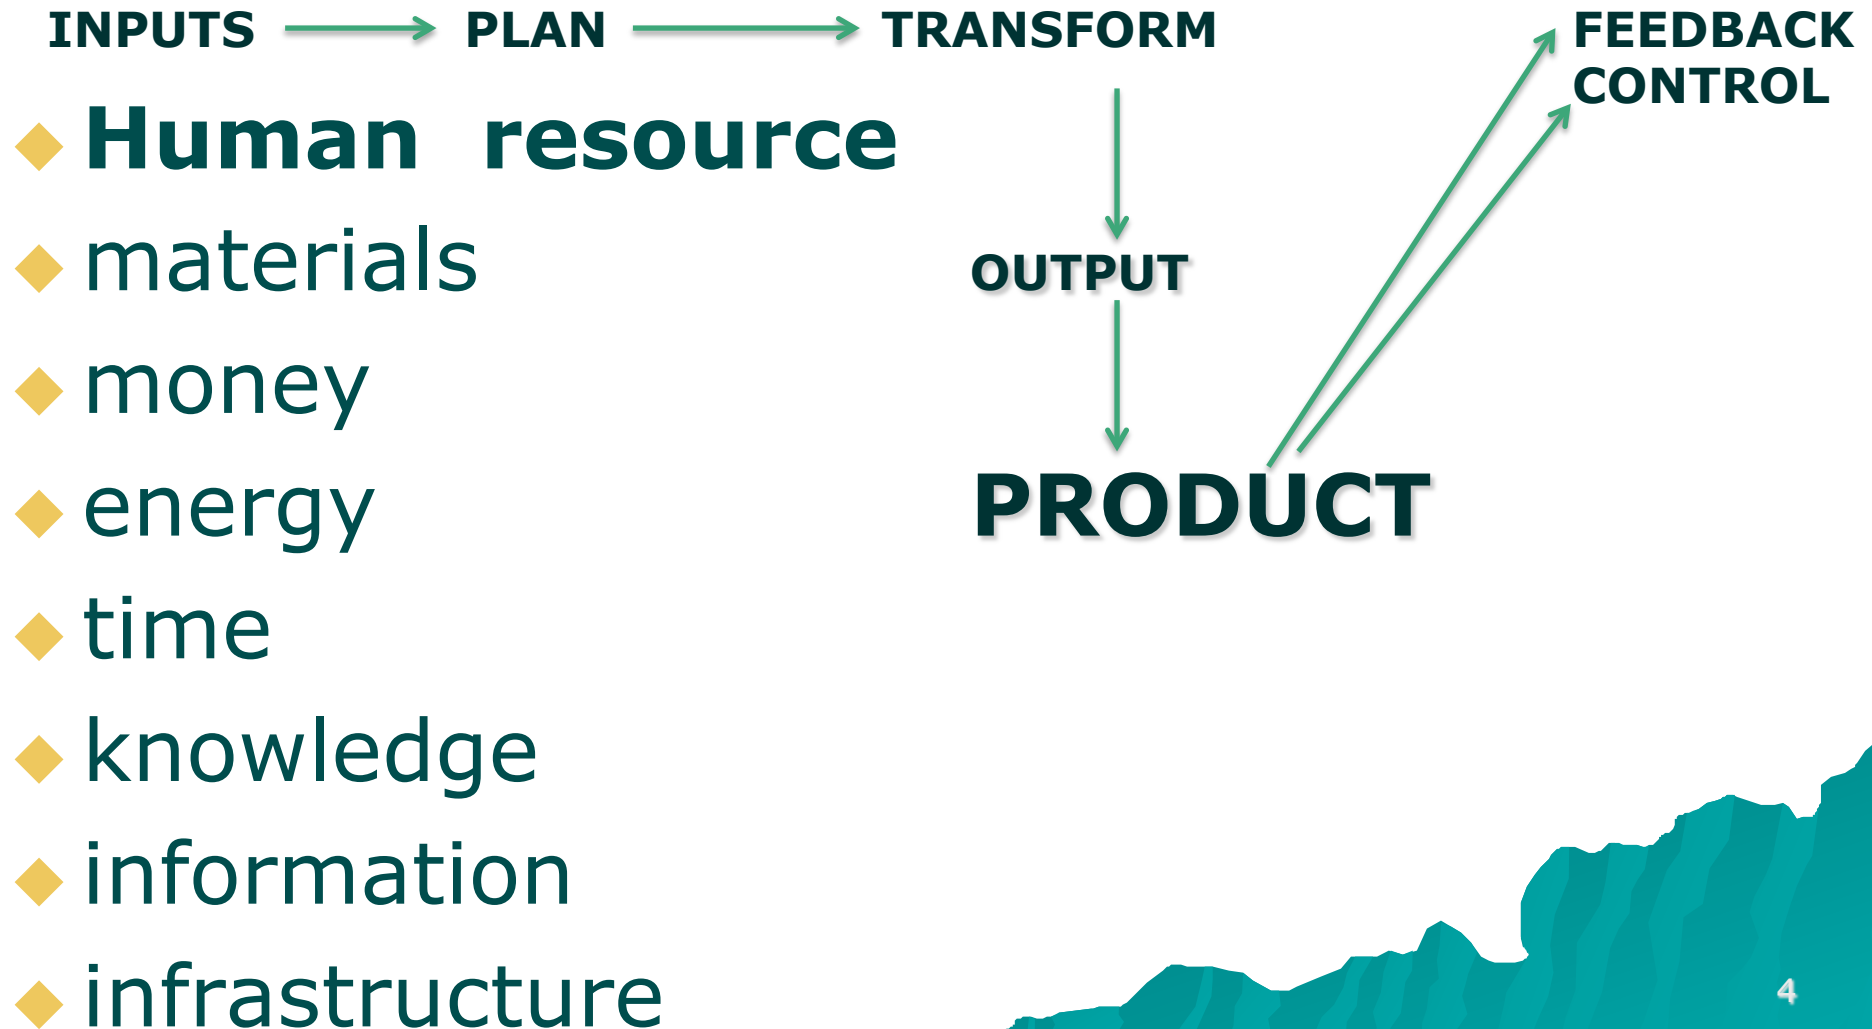 INPUTS PLAN TRANSFORM FEEDBACK
CONTROL
Human resource
materials
money
energy
time
knowledge
information
infrastructure
OUTPUT
PRODUCT
4